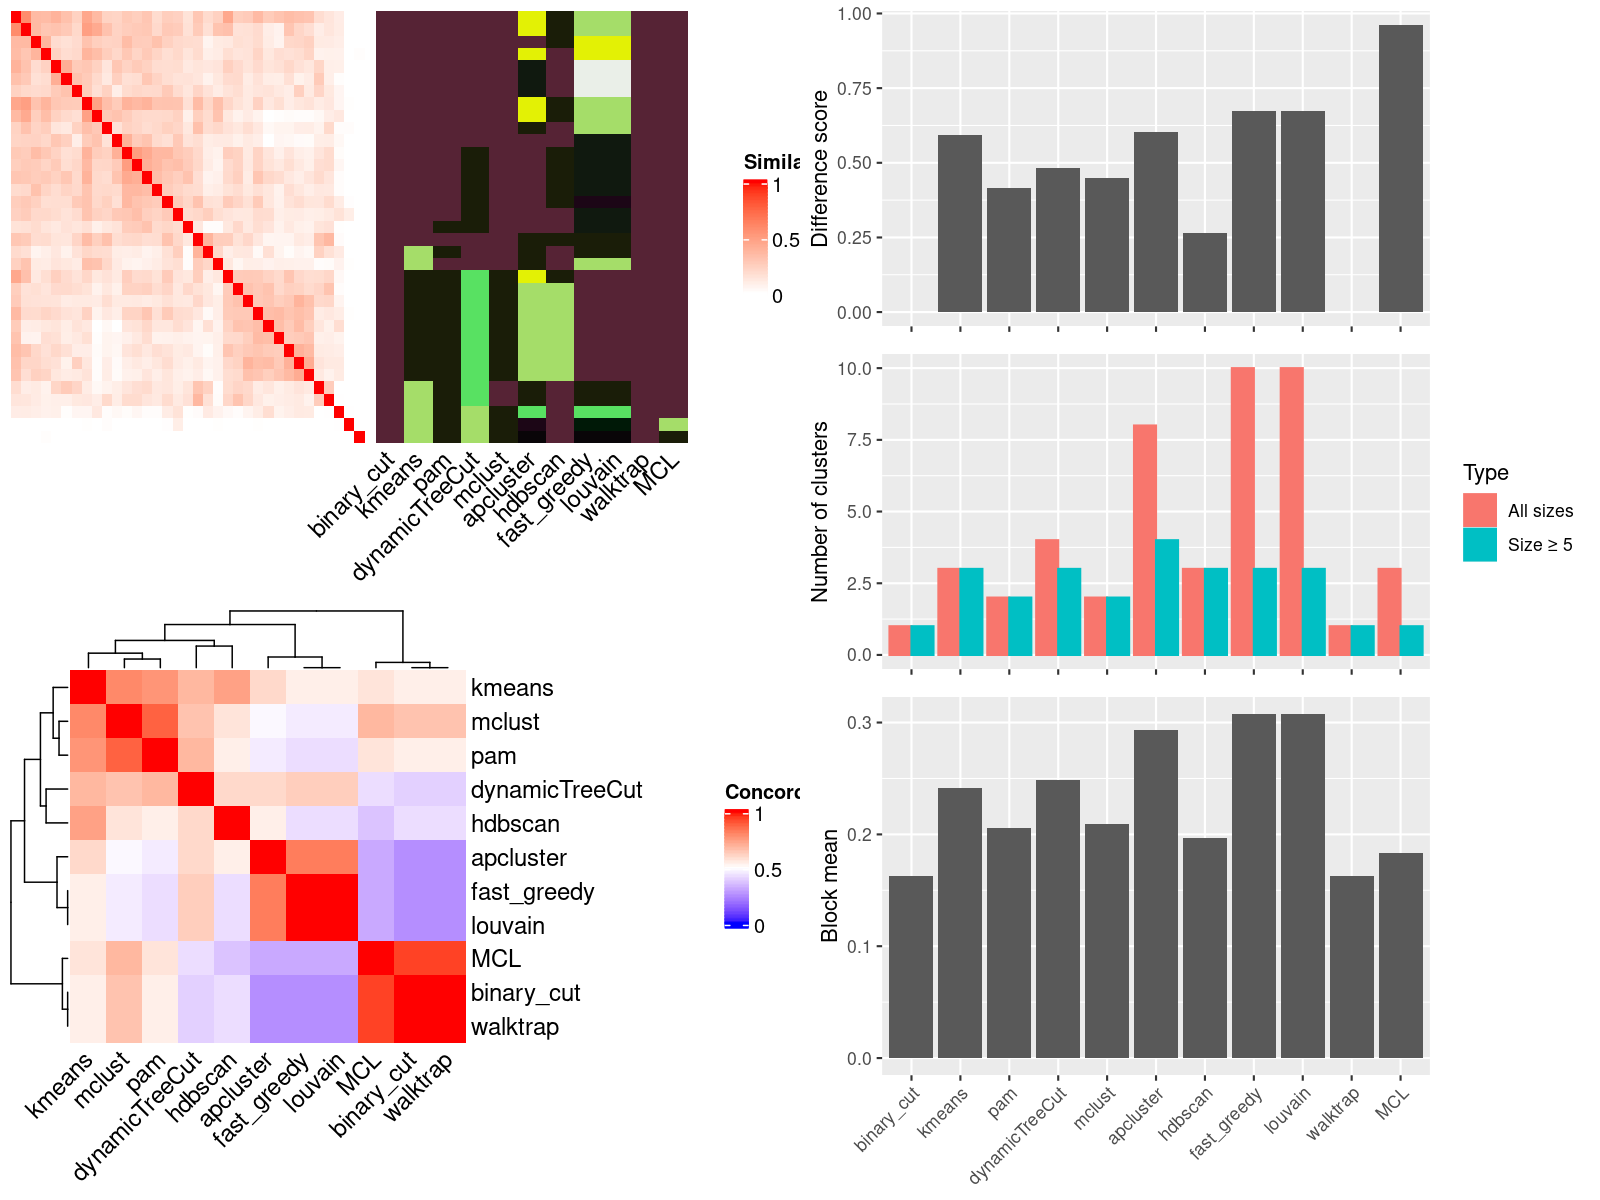 Simila
1
0.5
0
binary_cut
kmeans
pam
dynamicTreeCut
mclust
apcluster
hdbscan
fast_greedy
louvain
walktrap
MCL
kmeans
mclust
pam
dynamicTreeCut
hdbscan
apcluster
fast_greedy
louvain
MCL
binary_cut
walktrap
kmeans
mclust
pam
dynamicTreeCut
hdbscan
apcluster
fast_greedy
louvain
MCL
binary_cut
walktrap
Concord
1
0.5
0
Difference score
1.00
0.75
0.50
0.25
0.00
Number of clusters
10.0
7.5
5.0
2.5
0.0
Type
All sizes
Size ≥ 5
Block mean
0.3
0.2
0.1
0.0
binary_cut
kmeans
pam
dynamicTreeCut
mclust
apcluster
hdbscan
fast_greedy
louvain
walktrap
MCL